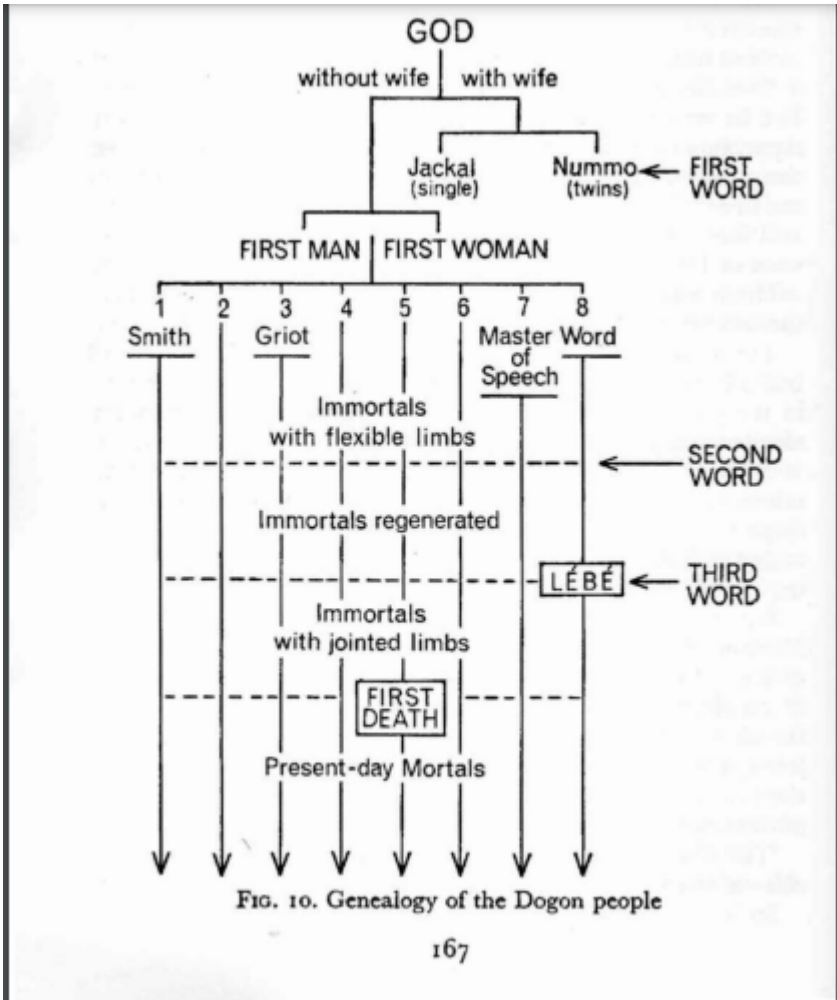 GOD
without wife with wife
Jackal
(single)
Nummo
(twins)
FIRST
WORD
FIRST MAN FIRST WOMAN
1 2 3 4 5 6 7 8
Smith
Griot
Master
of
Speech
Word
Immortals
with flexible limbs
SECOND
WORD
Immortals regenerated
LÉBÉ
THIRD
WORD
Immortals
with jointed limbs
FIRST
DEATH
Present-day Mortals
FIG. 10. Genealogy of the Dogon people
167